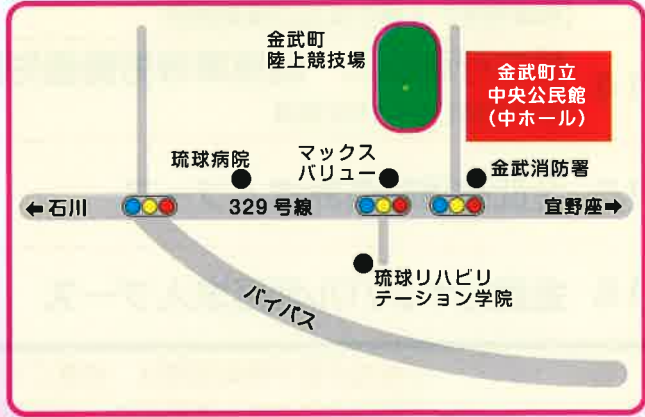 金武町
陸上競技場
金武町立
中央公民館
（中ホール）
琉球病院
マックス
バリュー
金武消防署
←石川
329号線
宜野座→
琉球リハビリ
テーション学院
バイパス